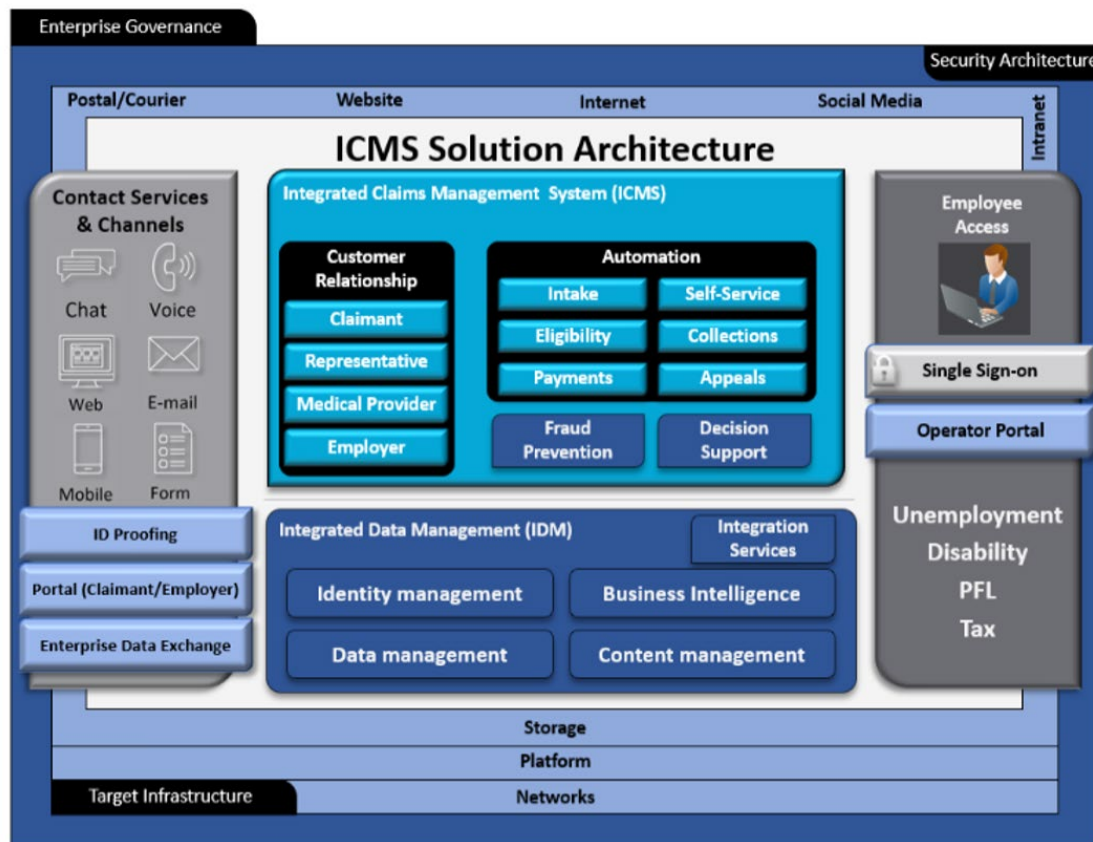 Enterprise Governance
Security Architecture
Postal/Courier
Website
Internet
Social Media
Intranet
ICMS Solution Architecture
Contact Services
& Channels
Chat
Voice
Web
E-mail
Mobile
Form
ID Proofing
Portal (Claimant/Employer)
Enterprise Data Exchange
Integrated Claims Management System (ICMS)
Customer
Relationship
Claimant
Representative
Medical Provider
Employer
Automation
Intake
Self-Service
Eligibility
Collections
Payments
Appeals
Fraud
Prevention
Decision
Support
Integrated Data Management (IDM)
Integration
Services
Identity management
Business Intelligence
Data management
Content management
Employee
Access
Single Sign-on
Operator Portal
Unemployment
Disability
PFL
Tax
Storage
Platform
Target Infrastructure
Networks